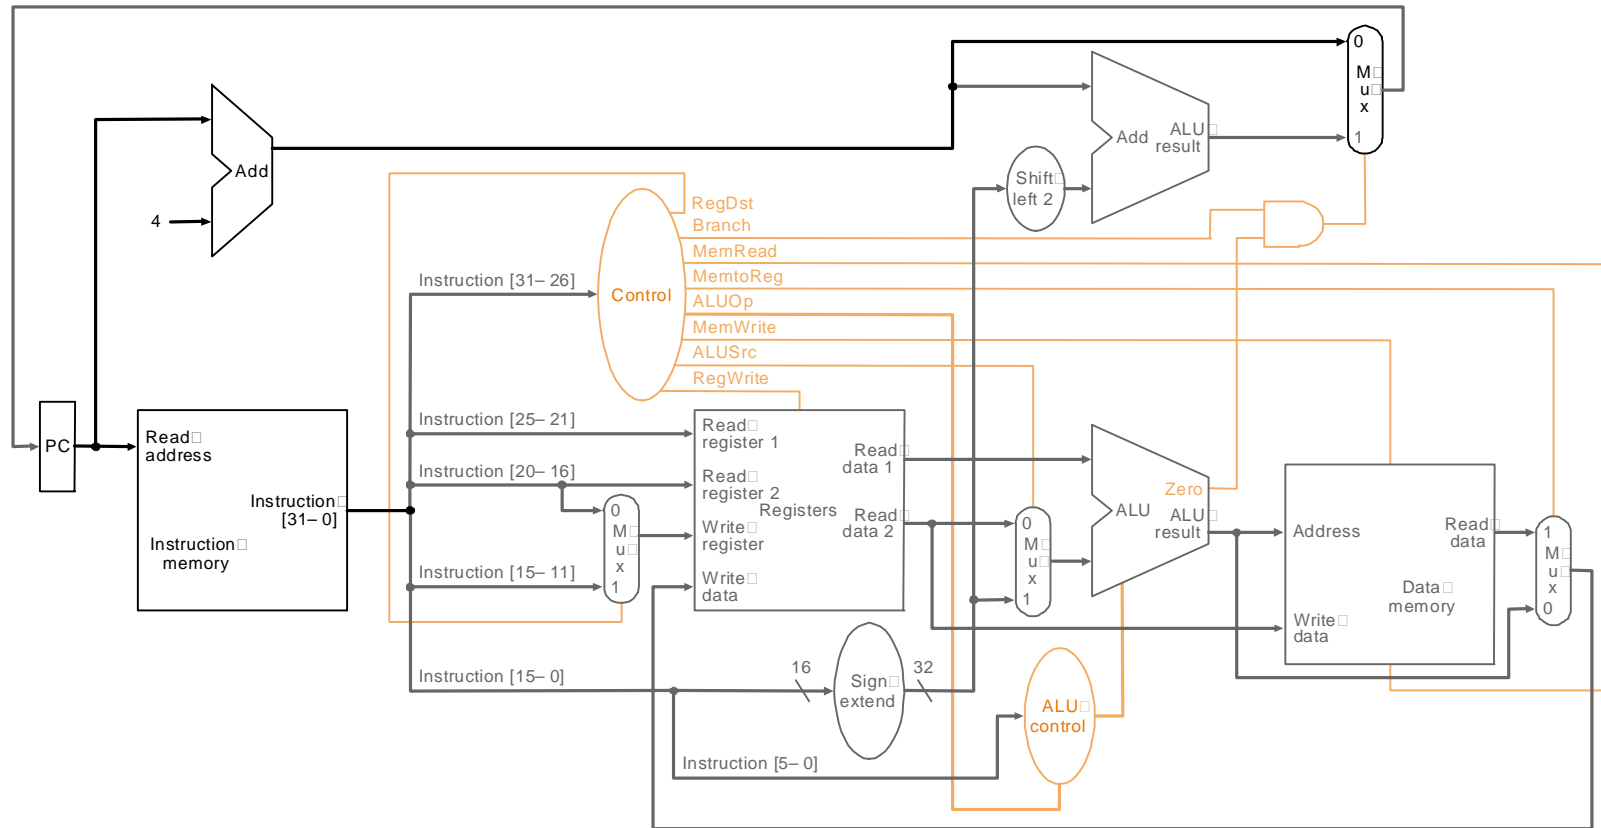 0
M
u
x
1
Add
ALU
result
Add
4
Shift
left 2
RegDst
Branch
MemRead
MemtoReg
ALUOp
MemWrite
ALUSrc
RegWrite
Control
Instruction [31– 26]
Instruction [25– 21]
Instruction [20– 16]
Instruction [15– 11]
Instruction [15– 0]
Instruction [5– 0]
PC
Read
address
Instruction
[31– 0]
Instruction
memory
0
M
u
x
1
Read
register 1
Read
register 2
Write
register
Write
data
Registers
Read
data 1
Read
data 2
0
M
u
x
1
Zero
ALU
ALU
result
Address
Write
data
Read
data
Data
memory
1
M
u
x
0
16
Sign
extend
32
ALU
control